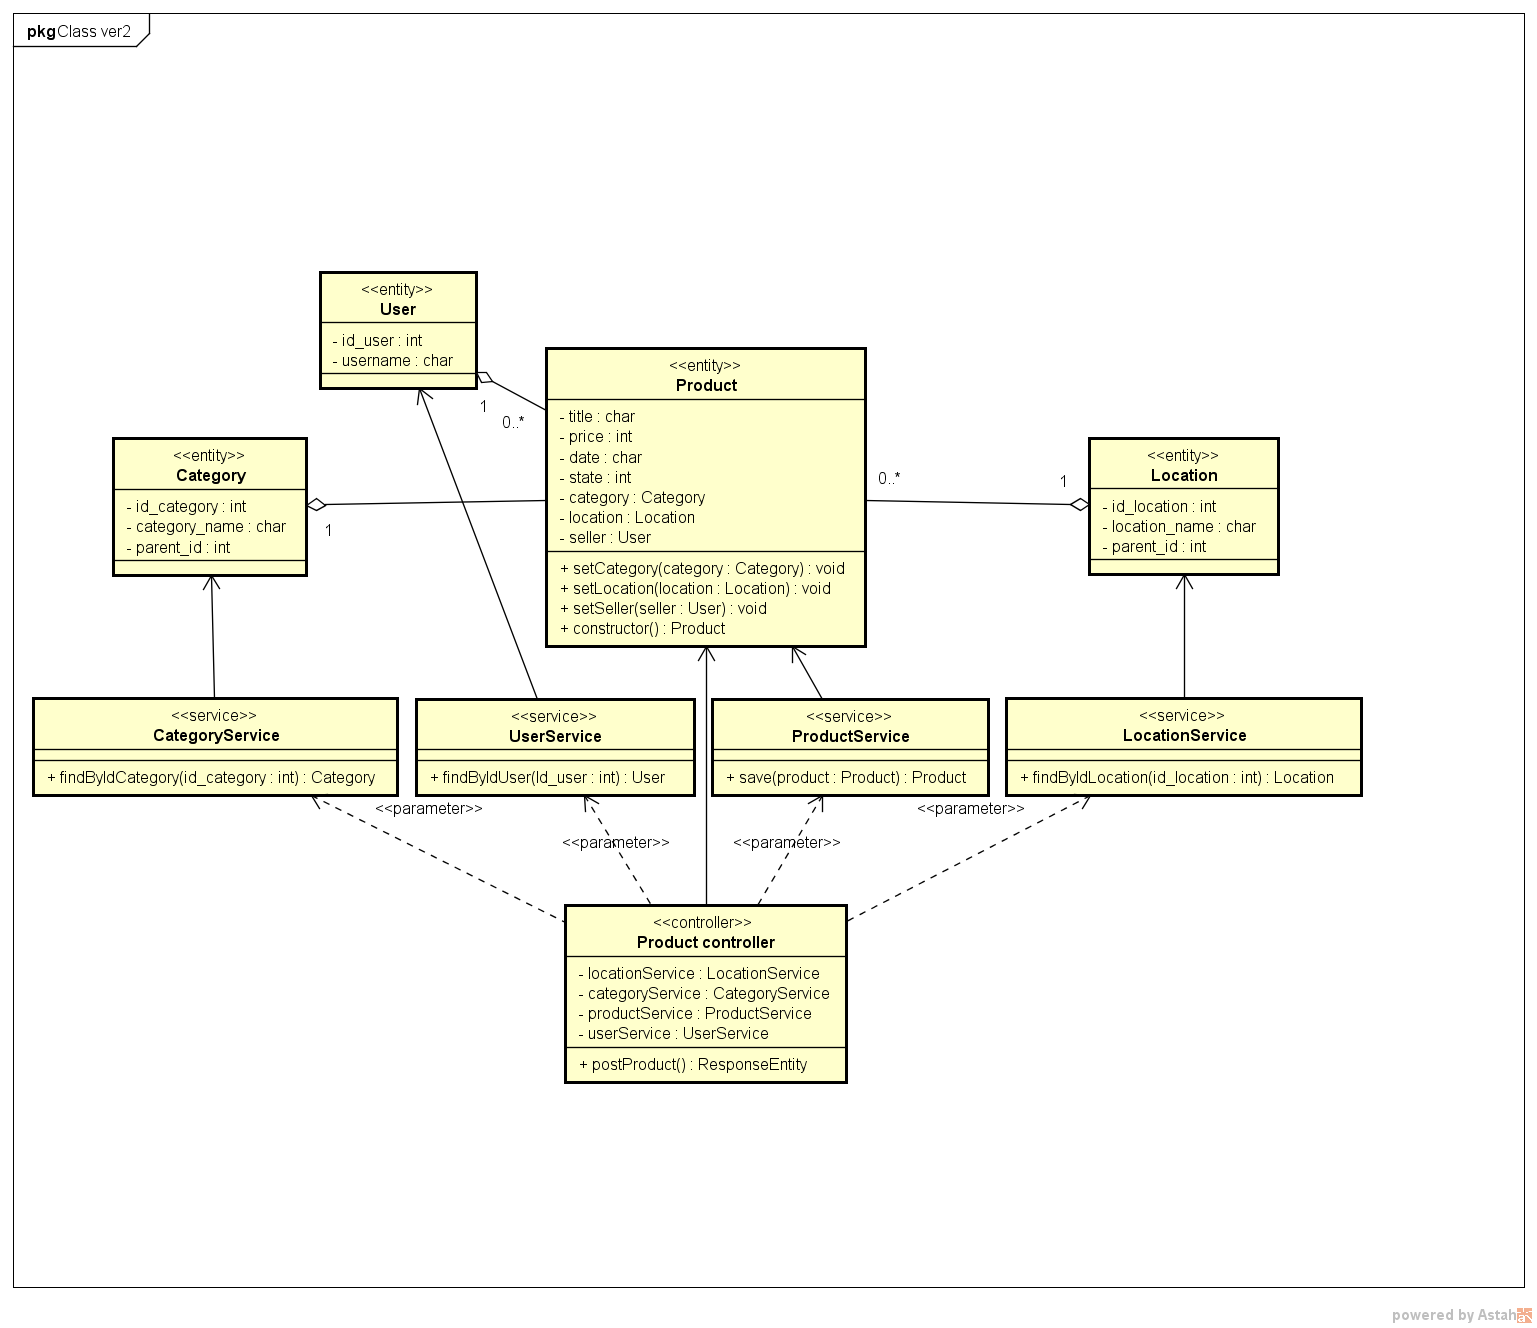 pkg Class ver2
<<entity>>
User
- id_user : int
- username : char
1
0..*
<<entity>>
Product
- title : char
- price : int
- date : char
- state : int
- category : Category
- location : Location
- seller : User
+ setCategory(category : Category) : void
+ setLocation(location : Location) : void
+ setSeller(seller : User) : void
+ constructor() : Product
<<entity>>
Category
- id_category : int
- category_name : char
- parent_id : int
1
0..*
1
<<entity>>
Location
- id_location : int
- location_name : char
- parent_id : int
<<service>>
CategoryService
+ findByIdCategory(id_category : int) : Category
<<service>>
UserService
+ findByIdUser(Id_user : int) : User
<<service>>
ProductService
+ save(product : Product) : Product
<<service>>
LocationService
+ findByIdLocation(id_location : int) : Location
<<parameter>>
<<parameter>>
<<parameter>>
<<parameter>>
<<controller>>
Product controller
- locationService : LocationService
- categoryService : CategoryService
- productService : ProductService
- userService : UserService
+ postProduct() : ResponseEntity
powered by Astah